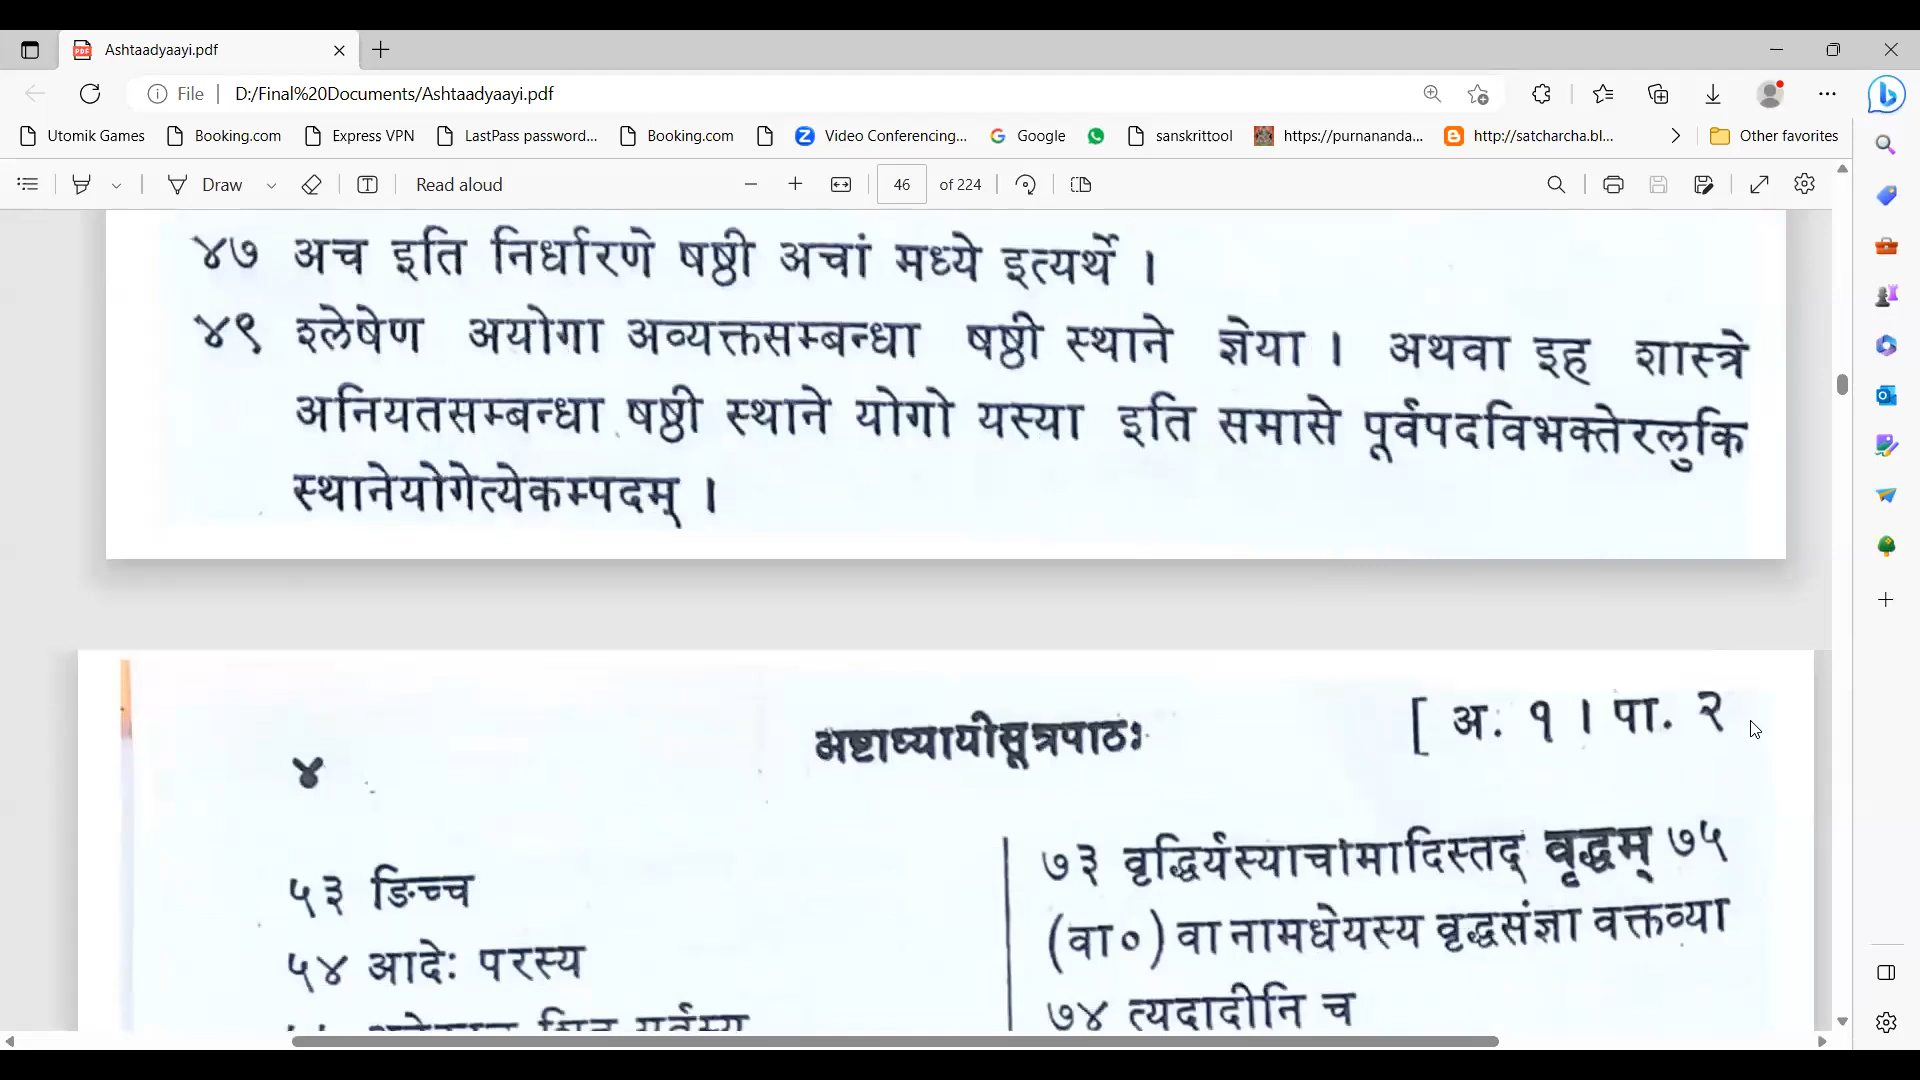 Ashtaadyaayi.pdf
File D:/Final%20Documents/Ashtaadyaayi.pdf
Utomik Games Booking.com Express VPN LastPass password... Booking.com Video Conferencing... Google sanskrittool https://purnananda... http://satcharcha.bl... Other favorites
Draw Read aloud 46 of 224
४७ अच इति निर्धारणे षष्ठी अचां मध्ये इत्यर्थे ।
४९ श्लेषेण अयोगा अव्यक्तसम्बन्धा षष्ठी स्थाने ज्ञेया । अथवा इह शास्त्रे
अनियतसम्बन्धा षष्ठी स्थाने योगो यस्या इति समासे पूर्वपदविभक्तेरलुकि
स्थानेयोगेत्येकम्पदम् ।
४ अष्टाध्यायीसूत्रपाठः [ अ. १ । पा. २
५३ ङिच्च
५४ आदेः परस्य
७३ वृद्धिर्यस्याचामादिस्तद् वृद्धम् ७५
(वा०) वा नामधेयस्य वृद्धसंज्ञा वक्तव्या
७४ त्यदादीनि च